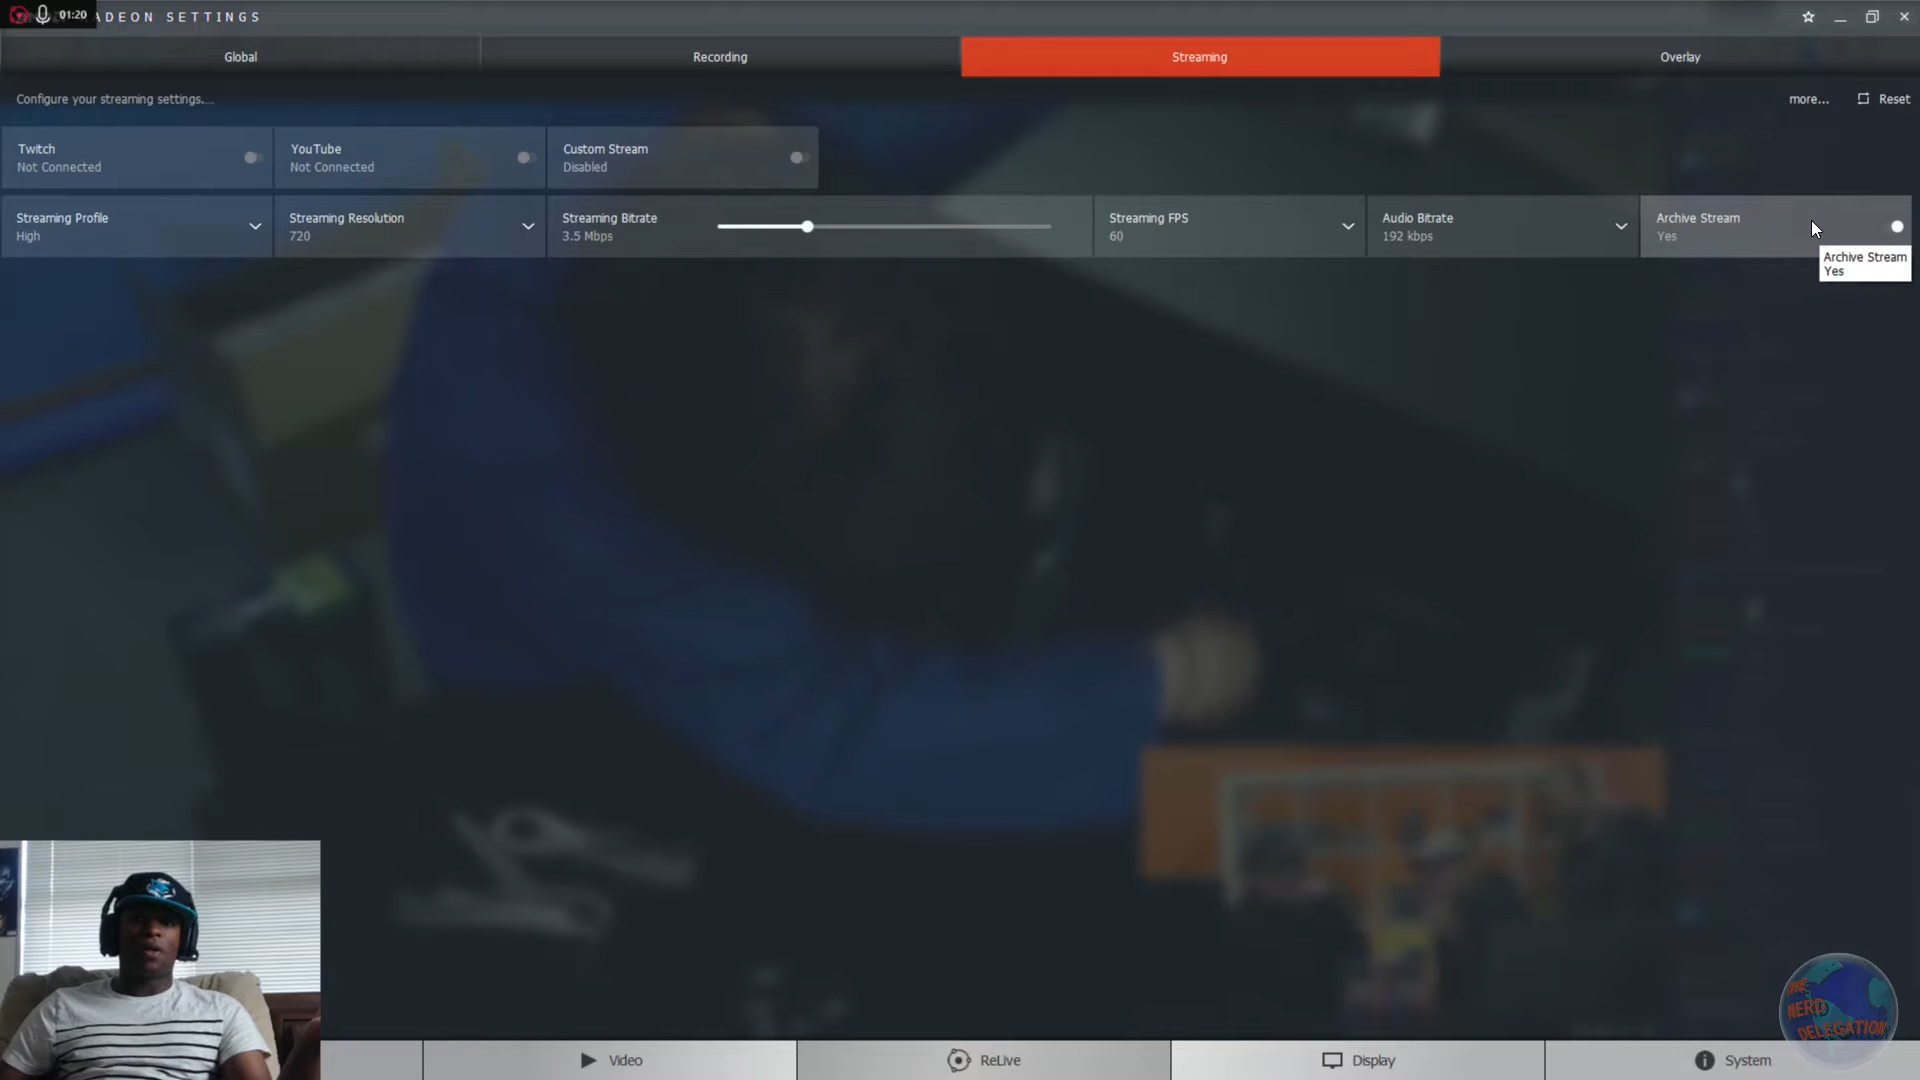 01:20
ADEON SETTINGS
Global
Recording
Streaming
Overlay
Configure your streaming settings....
more...
Reset
Twitch
Not Connected
YouTube
Not Connected
Custom Stream
Disabled
Streaming Profile
High
Streaming Resolution
720
Streaming Bitrate
3.5 Mbps
Streaming FPS
60
Audio Bitrate
192 kbps
Archive Stream
Yes
Archive Stream
Yes
THE
NERD
DELEGATION
Video
ReLive
Display
System